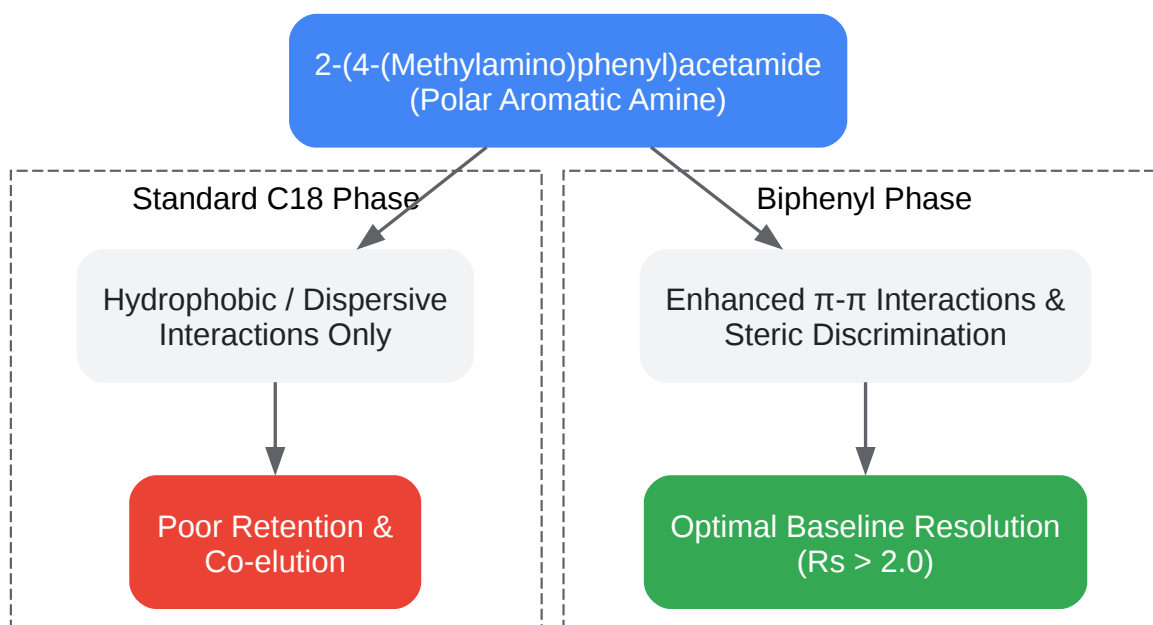 2-(4-(Methylamino)phenyl)acetamide
(Polar Aromatic Amine)
Standard C18 Phase
Hydrophobic / Dispersive
Interactions Only
Poor Retention &
Co-elution
Biphenyl Phase
Enhanced π-π Interactions &
Steric Discrimination
Optimal Baseline Resolution
(Rs > 2.0)